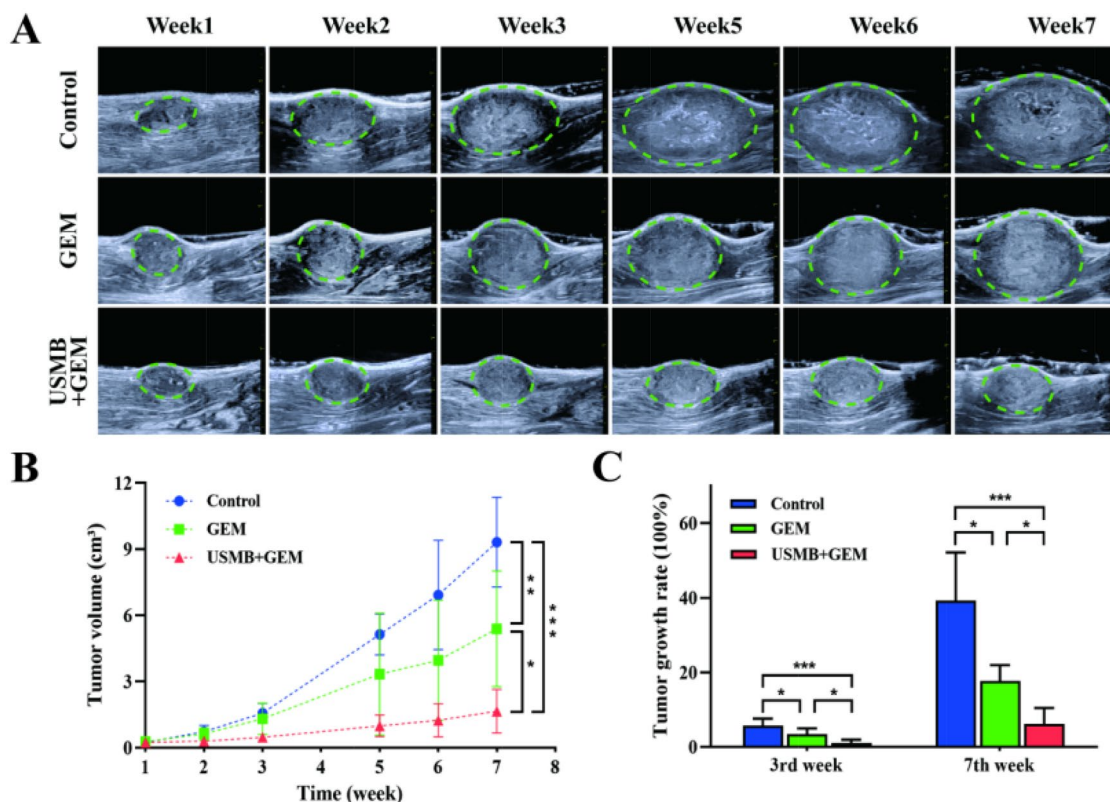 A
Week1 Week2 Week3 Week5 Week6 Week7
Control
GEM
USMB
+GEM
B
Tumor volume (cm³)
12
9
6
3
0
Control
GEM
USMB+GEM
**
*
***
1 2 3 4 5 6 7 8
Time (week)
C
Tumor growth rate (100%)
60
40
20
0
Control
GEM
USMB+GEM
***
* *
***
* *
3rd week 7th week